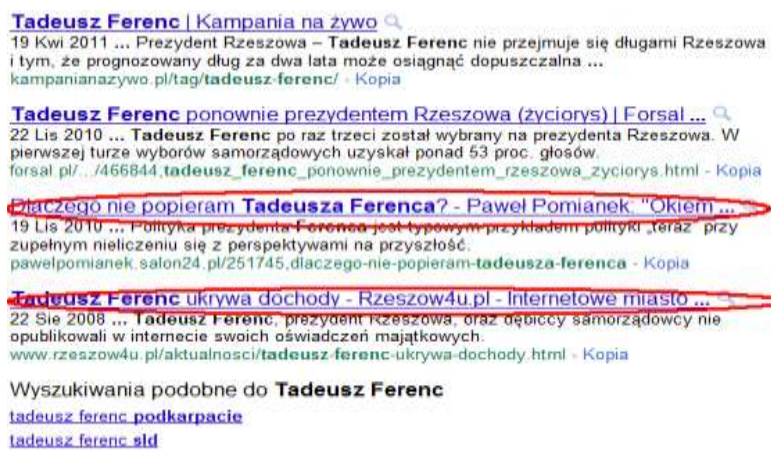 Tadeusz Ferenc | Kampania na żywo
19 Kwi 2011 ... Prezydent Rzeszowa – Tadeusz Ferenc nie przejmuje się długami Rzeszowa
i tym, że prognozowany dług za dwa lata może osiągnąć dopuszczalna ...
kampanianazywo.pl/tag/tadeusz-ferenc/ - Kopia
Tadeusz Ferenc ponownie prezydentem Rzeszowa (życiorys) | Forsal ...
22 Lis 2010 ... Tadeusz Ferenc po raz trzeci został wybrany na prezydenta Rzeszowa. W
pierwszej turze wyborów samorządowych uzyskał ponad 53 proc. głosów.
forsal.pl/.../466844,tadeusz_ferenc_ponownie_prezydentem_rzeszowa_zyciorys.html - Kopia
Dlaczego nie popieram Tadeusza Ferenca? - Paweł Pomianek: "Okiem ...
19 Lis 2010 ... Polityka prezydenta Ferenca jest typowym przykładem polityki „teraz” przy
zupełnym nieliczeniu się z perspektywami na przyszłość.
pawelpomianek.salon24.pl/251745,dlaczego-nie-popieram-tadeusza-ferenca - Kopia
Tadeusz Ferenc ukrywa dochody - Rzeszow4u.pl - Internetowe miasto ...
22 Sie 2008 ... Tadeusz Ferenc, prezydent Rzeszowa, oraz dębiccy samorządowcy nie
opublikowali w internecie swoich oświadczeń majątkowych.
www.rzeszow4u.pl/aktualnosci/tadeusz-ferenc-ukrywa-dochody.html - Kopia
Wyszukiwania podobne do Tadeusz Ferenc
tadeusz ferenc podkarpacie
tadeusz ferenc sld